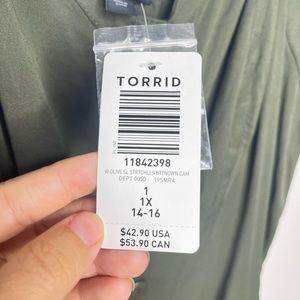 TORRID
11842398
W OLIVE SL STRTCHLLS BTTNDWN CAM
DEPT 0050 19SMR4
1
1X
14-16
$42.90 USA
$53.90 CAN